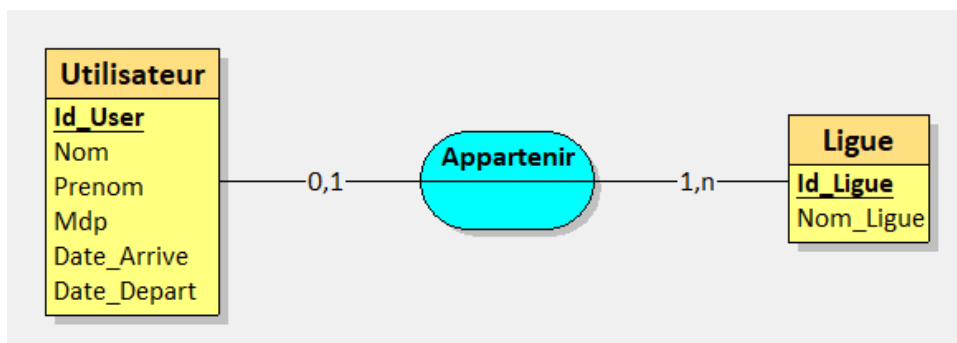 Utilisateur
Id_User
Nom
Prenom
Mdp
Date_Arrive
Date_Depart
0,1
Appartenir
1,n
Ligue
Id_Ligue
Nom_Ligue